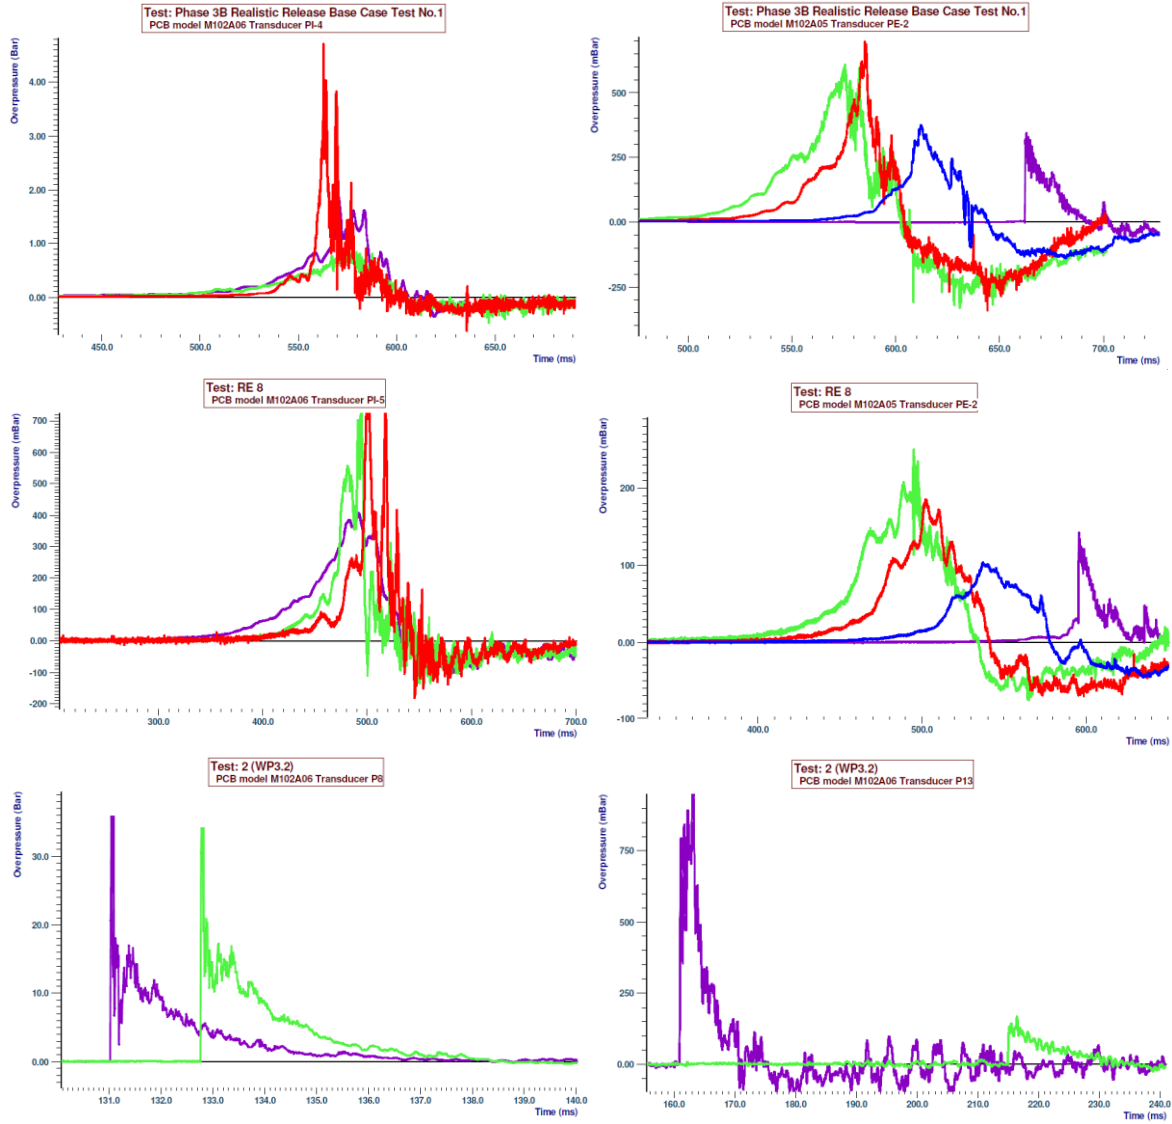 Test: Phase 3B Realistic Release Base Case Test No.1
PCB model M102A06 Transducer PI-4
Overpressure (Bar)
4.00
3.00
2.00
1.00
0.00
450.0
500.0
550.0
600.0
650.0
Time (ms)
Test: Phase 3B Realistic Release Base Case Test No.1
PCB model M102A05 Transducer PE-2
Overpressure (mBar)
500
250
0.00
-250
500.0
550.0
600.0
650.0
700.0
Time (ms)
Test: RE 8
PCB model M102A06 Transducer PI-5
Overpressure (mBar)
700
600
500
400
300
200
100
0.00
-100
-200
300.0
400.0
500.0
600.0
700.0
Time (ms)
Test: RE 8
PCB model M102A05 Transducer PE-2
Overpressure (mBar)
200
100
0.00
-100
400.0
500.0
600.0
Time (ms)
Test: 2 (WP3.2)
PCB model M102A06 Transducer P8
Overpressure (Bar)
30.0
20.0
10.0
0.00
131.0
132.0
133.0
134.0
135.0
136.0
137.0
138.0
139.0
140.0
Time (ms)
Test: 2 (WP3.2)
PCB model M102A06 Transducer P13
Overpressure (mBar)
750
500
250
0.00
160.0
170.0
180.0
190.0
200.0
210.0
220.0
230.0
240.0
Time (ms)